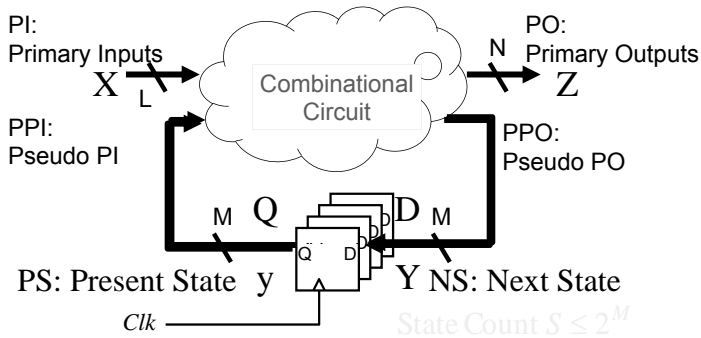 PI:
Primary Inputs
X
L
PPI:
Pseudo PI
Combinational
Circuit
N
PO:
Primary Outputs
Z
PPO:
Pseudo PO
M
Q
D
M
Q
D
PS: Present State
y
Y
NS: Next State
Clk
State Count S ≤ 2^M